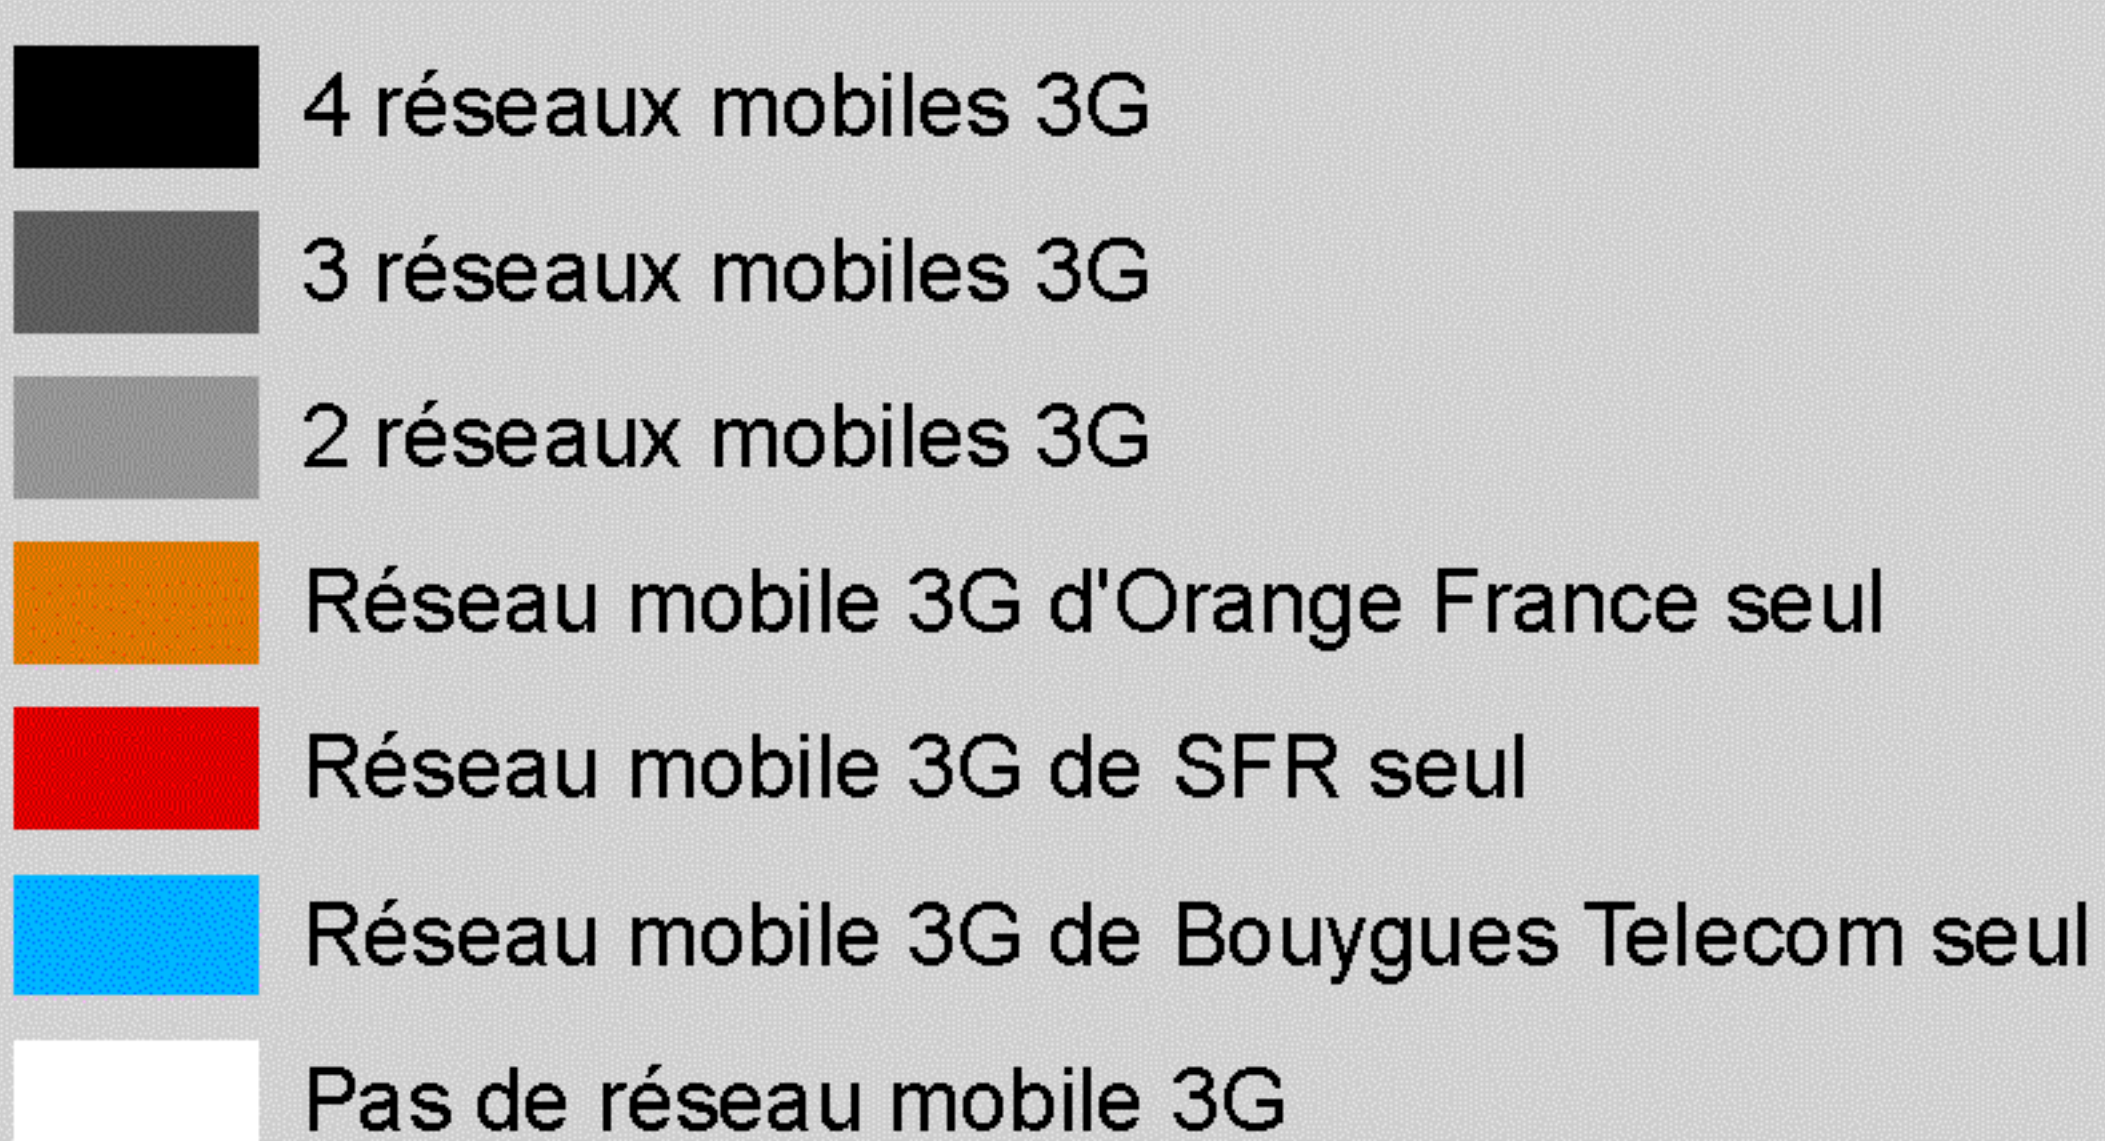 4 réseaux mobiles 3G
3 réseaux mobiles 3G
2 réseaux mobiles 3G
Réseau mobile 3G d'Orange France seul
Réseau mobile 3G de SFR seul
Réseau mobile 3G de Bouygues Telecom seul
Pas de réseau mobile 3G